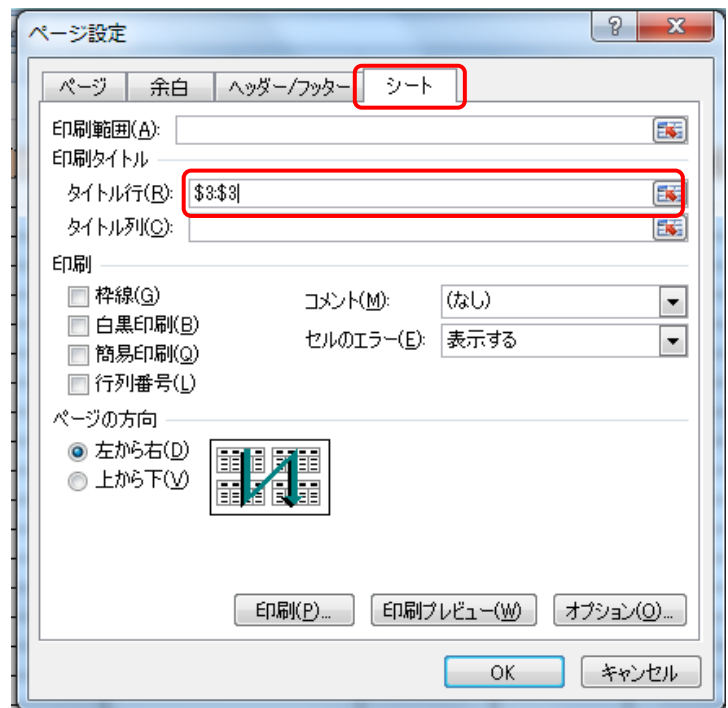 ページ設定
?
ページ 余白 ヘッダー/フッター シート
印刷範囲(A):
印刷タイトル
タイトル行(R): $3:$3
タイトル列(C):
印刷
枠線(G) コメント(M): (なし)
白黒印刷(B) セルのエラー(E): 表示する
簡易印刷(Q)
行列番号(L)
ページの方向
左から右(D)
上から下(V)
印刷(P)... 印刷プレビュー(W) オプション(O)...
OK キャンセル